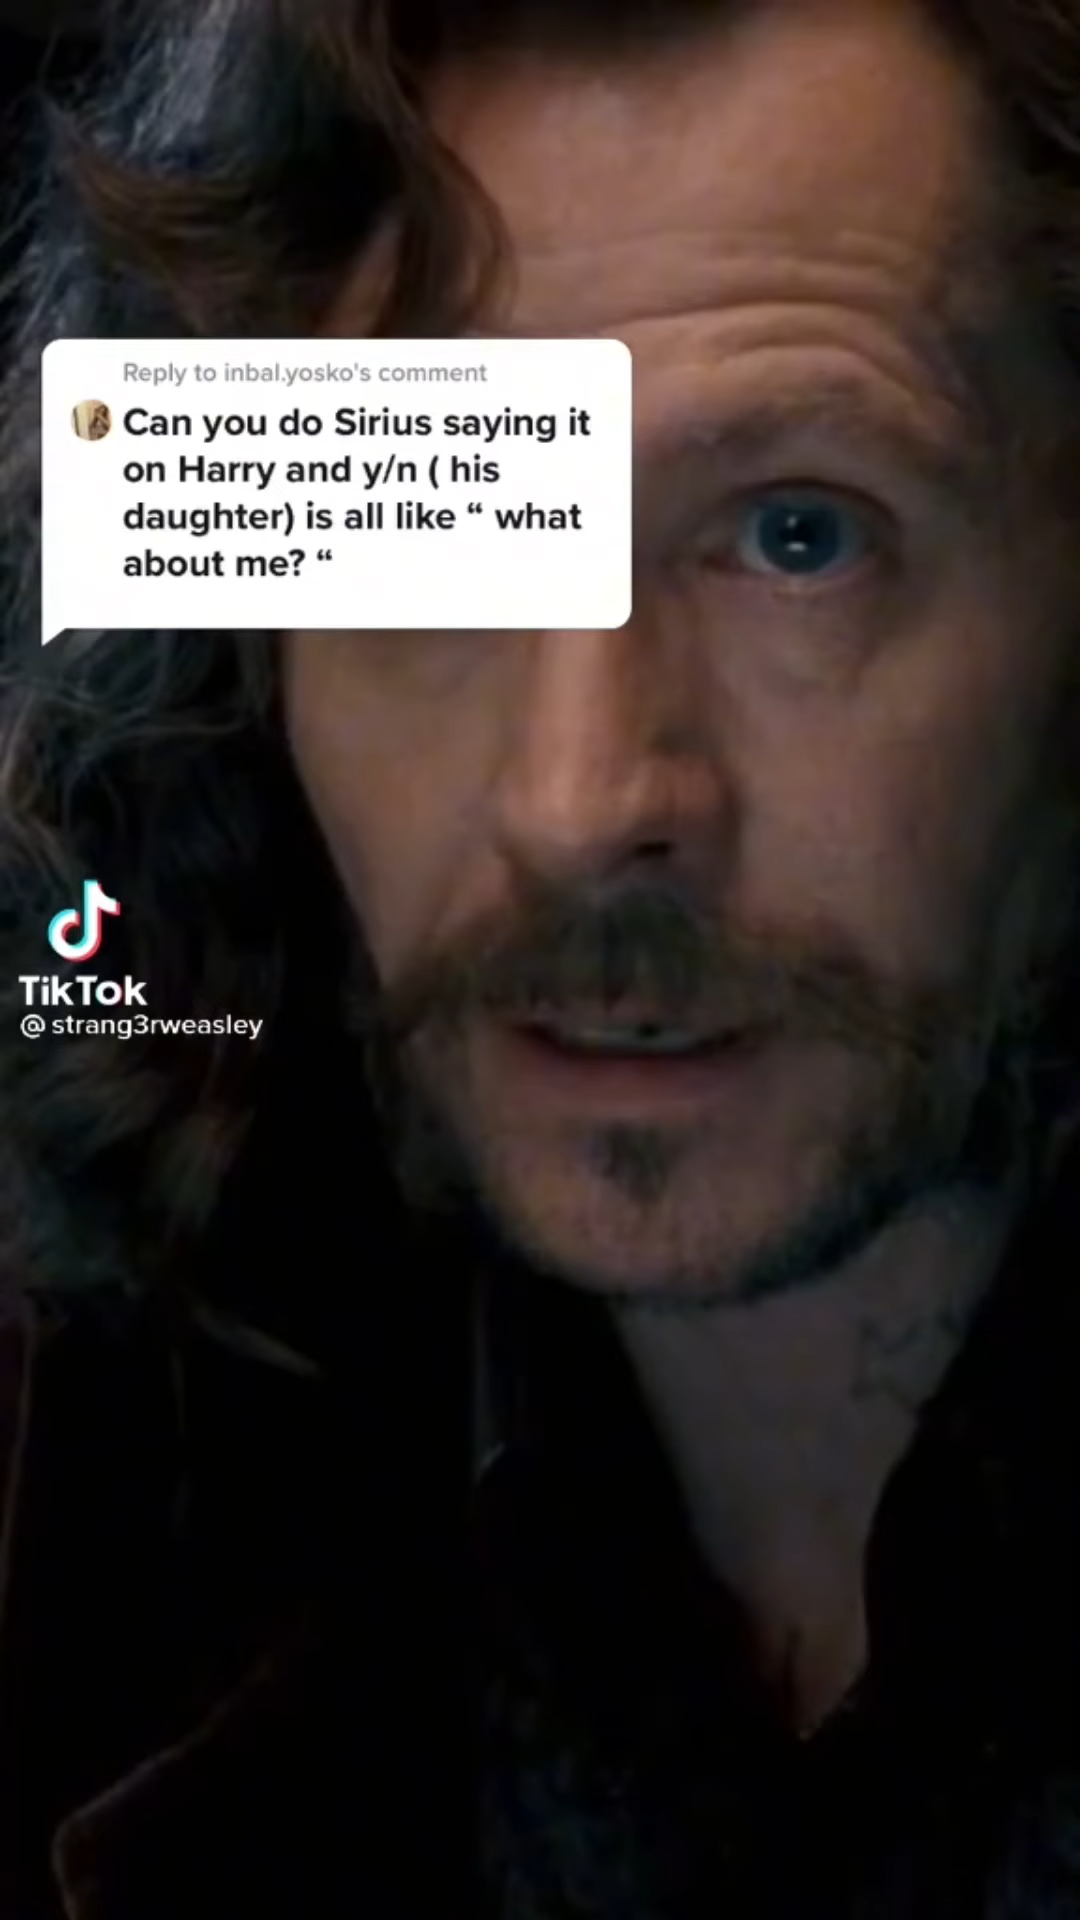 Reply to inbal.yosko's comment
Can you do Sirius saying it
on Harry and y/n ( his
daughter) is all like “ what
about me? “
TikTok
@ strang3rweasley